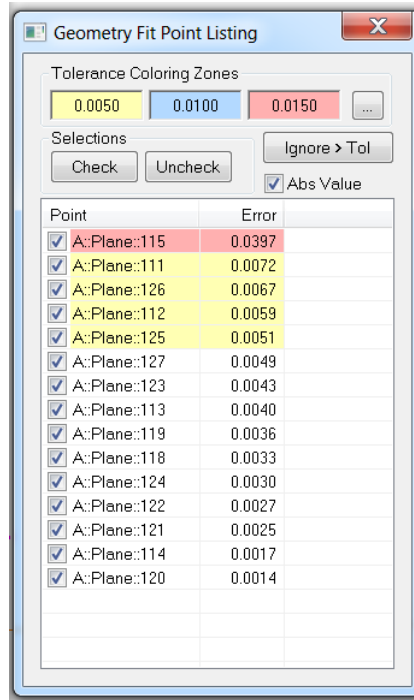 Geometry Fit Point Listing
Tolerance Coloring Zones
0.0050 0.0100 0.0150 ...
Selections
Check Uncheck Ignore > Tol
Abs Value
Point Error
A::Plane::115 0.0397
A::Plane::111 0.0072
A::Plane::126 0.0067
A::Plane::112 0.0059
A::Plane::125 0.0051
A::Plane::127 0.0049
A::Plane::123 0.0043
A::Plane::113 0.0040
A::Plane::119 0.0036
A::Plane::118 0.0033
A::Plane::124 0.0030
A::Plane::122 0.0027
A::Plane::121 0.0025
A::Plane::114 0.0017
A::Plane::120 0.0014